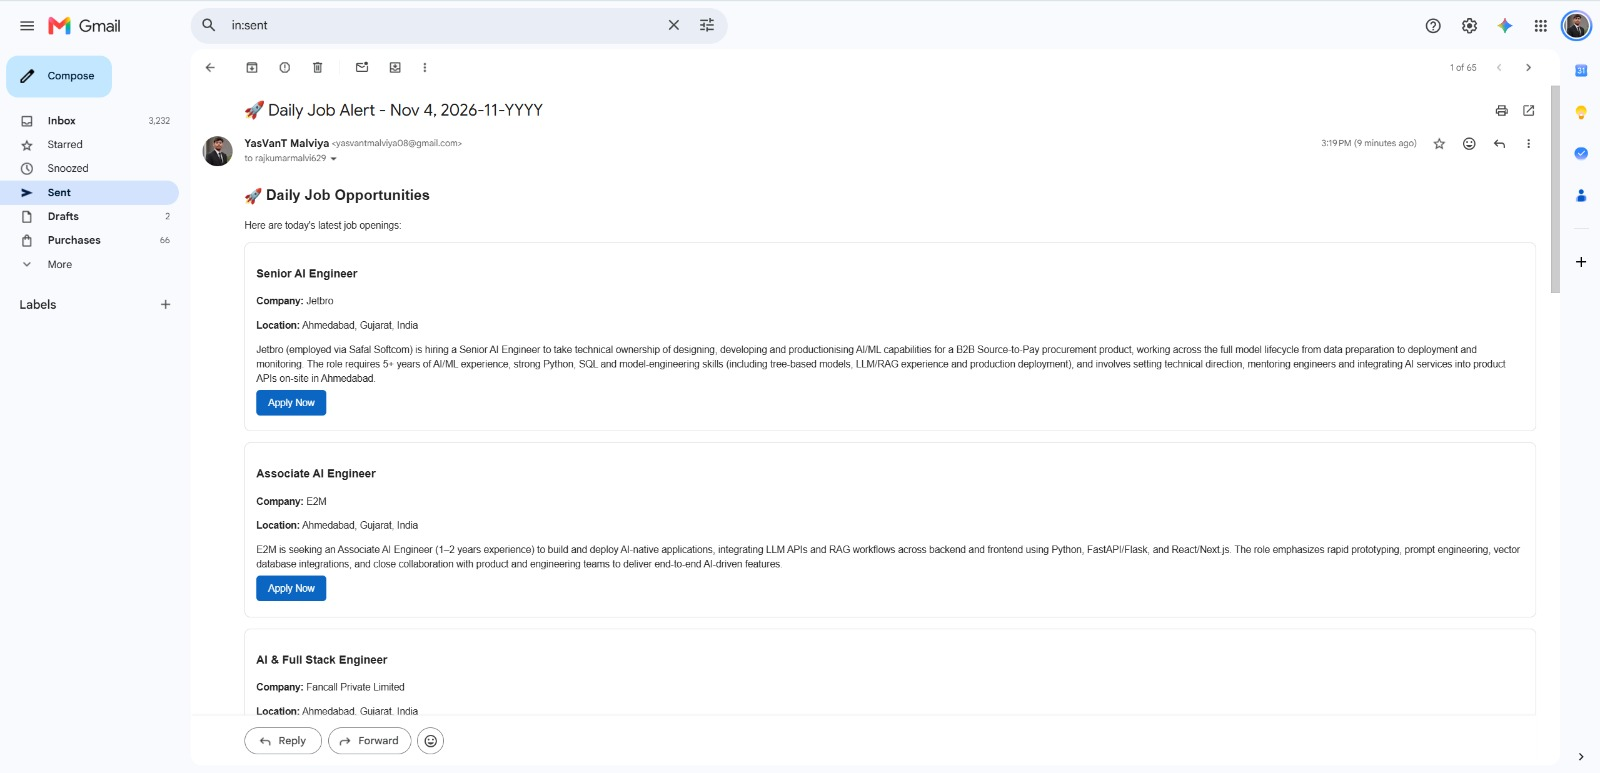 Gmail
in:sent
Compose
Inbox 3,232
Starred
Snoozed
Sent
Drafts 2
Purchases 66
More
Labels
1 of 65
🚀 Daily Job Alert - Nov 4, 2026-11-YYYY
YasVanT Malviya <yasvantmalviya08@gmail.com>
3:19 PM (9 minutes ago)
to rajkumarmalvi629
🚀 Daily Job Opportunities
Here are today's latest job openings:
Senior AI Engineer
Company: Jetbro
Location: Ahmedabad, Gujarat, India
Jetbro (employed via Safal Softcom) is hiring a Senior AI Engineer to take technical ownership of designing, developing and productionising AI/ML capabilities for a B2B Source-to-Pay procurement product, working across the full model lifecycle from data preparation to deployment and
monitoring. The role requires 5+ years of AI/ML experience, strong Python, SQL and model-engineering skills (including tree-based models, LLM/RAG experience and production deployment), and involves setting technical direction, mentoring engineers and integrating AI services into product
APIs on-site in Ahmedabad.
Apply Now
Associate AI Engineer
Company: E2M
Location: Ahmedabad, Gujarat, India
E2M is seeking an Associate AI Engineer (1–2 years experience) to build and deploy AI-native applications, integrating LLM APIs and RAG workflows across backend and frontend using Python, FastAPI/Flask, and React/Next.js. The role emphasizes rapid prototyping, prompt engineering, vector
database integrations, and close collaboration with product and engineering teams to deliver end-to-end AI-driven features.
Apply Now
AI & Full Stack Engineer
Company: Fancall Private Limited
Location: Ahmedabad, Gujarat, India
Reply
Forward
31